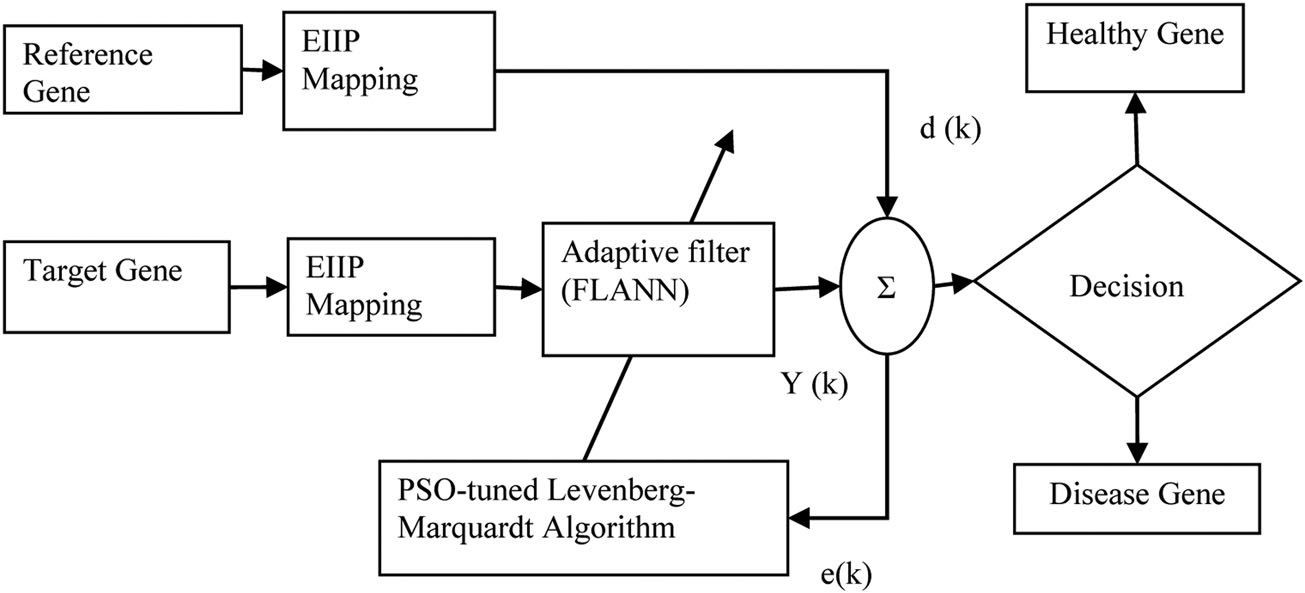 Reference
Gene
EIIP
Mapping
d (k)
Healthy Gene
Target Gene
EIIP
Mapping
Adaptive filter
(FLANN)
Σ
Decision
Y (k)
PSO-tuned Levenberg-
Marquardt Algorithm
e(k)
Disease Gene